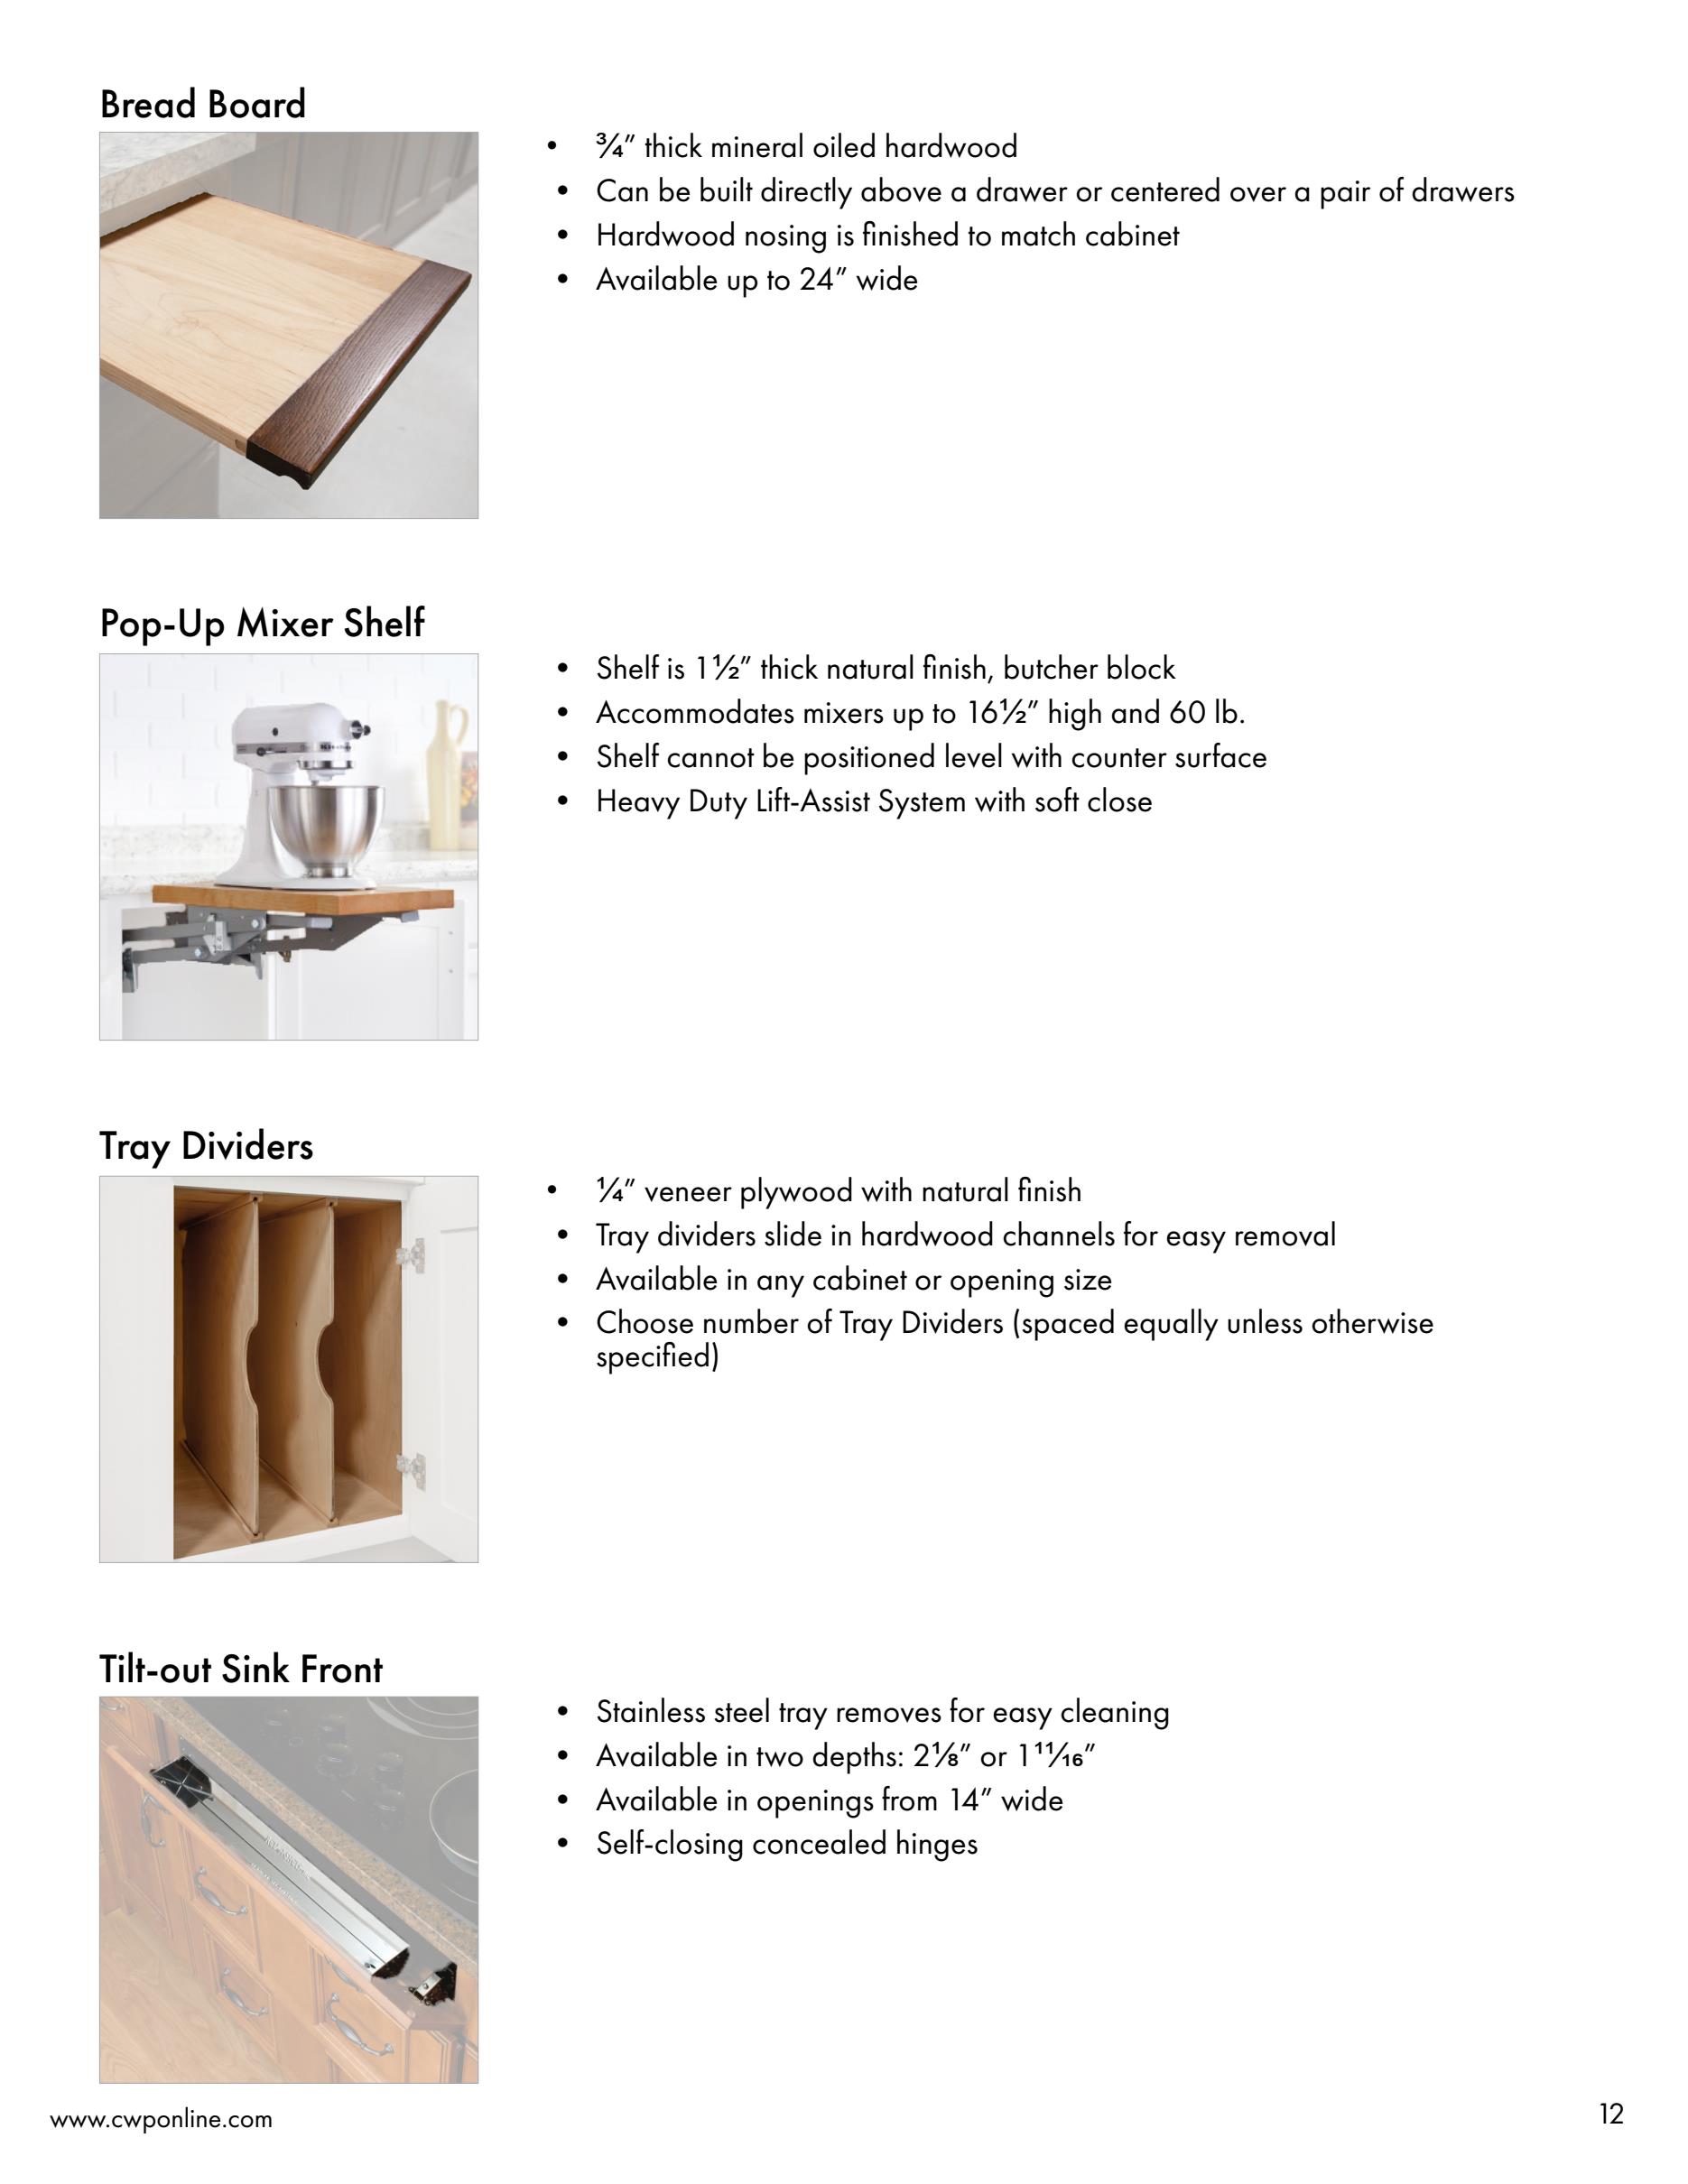 Bread Board
• ¾” thick mineral oiled hardwood
• Can be built directly above a drawer or centered over a pair of drawers
• Hardwood nosing is finished to match cabinet
• Available up to 24” wide
Pop-Up Mixer Shelf
• Shelf is 1½” thick natural finish, butcher block
• Accommodates mixers up to 16½” high and 60 lb.
• Shelf cannot be positioned level with counter surface
• Heavy Duty Lift-Assist System with soft close
Tray Dividers
• ¼” veneer plywood with natural finish
• Tray dividers slide in hardwood channels for easy removal
• Available in any cabinet or opening size
• Choose number of Tray Dividers (spaced equally unless otherwise
specified)
Tilt-out Sink Front
• Stainless steel tray removes for easy cleaning
• Available in two depths: 2⅛” or 1¹¹⁄₁₆”
• Available in openings from 14” wide
• Self-closing concealed hinges
www.cwponline.com
12